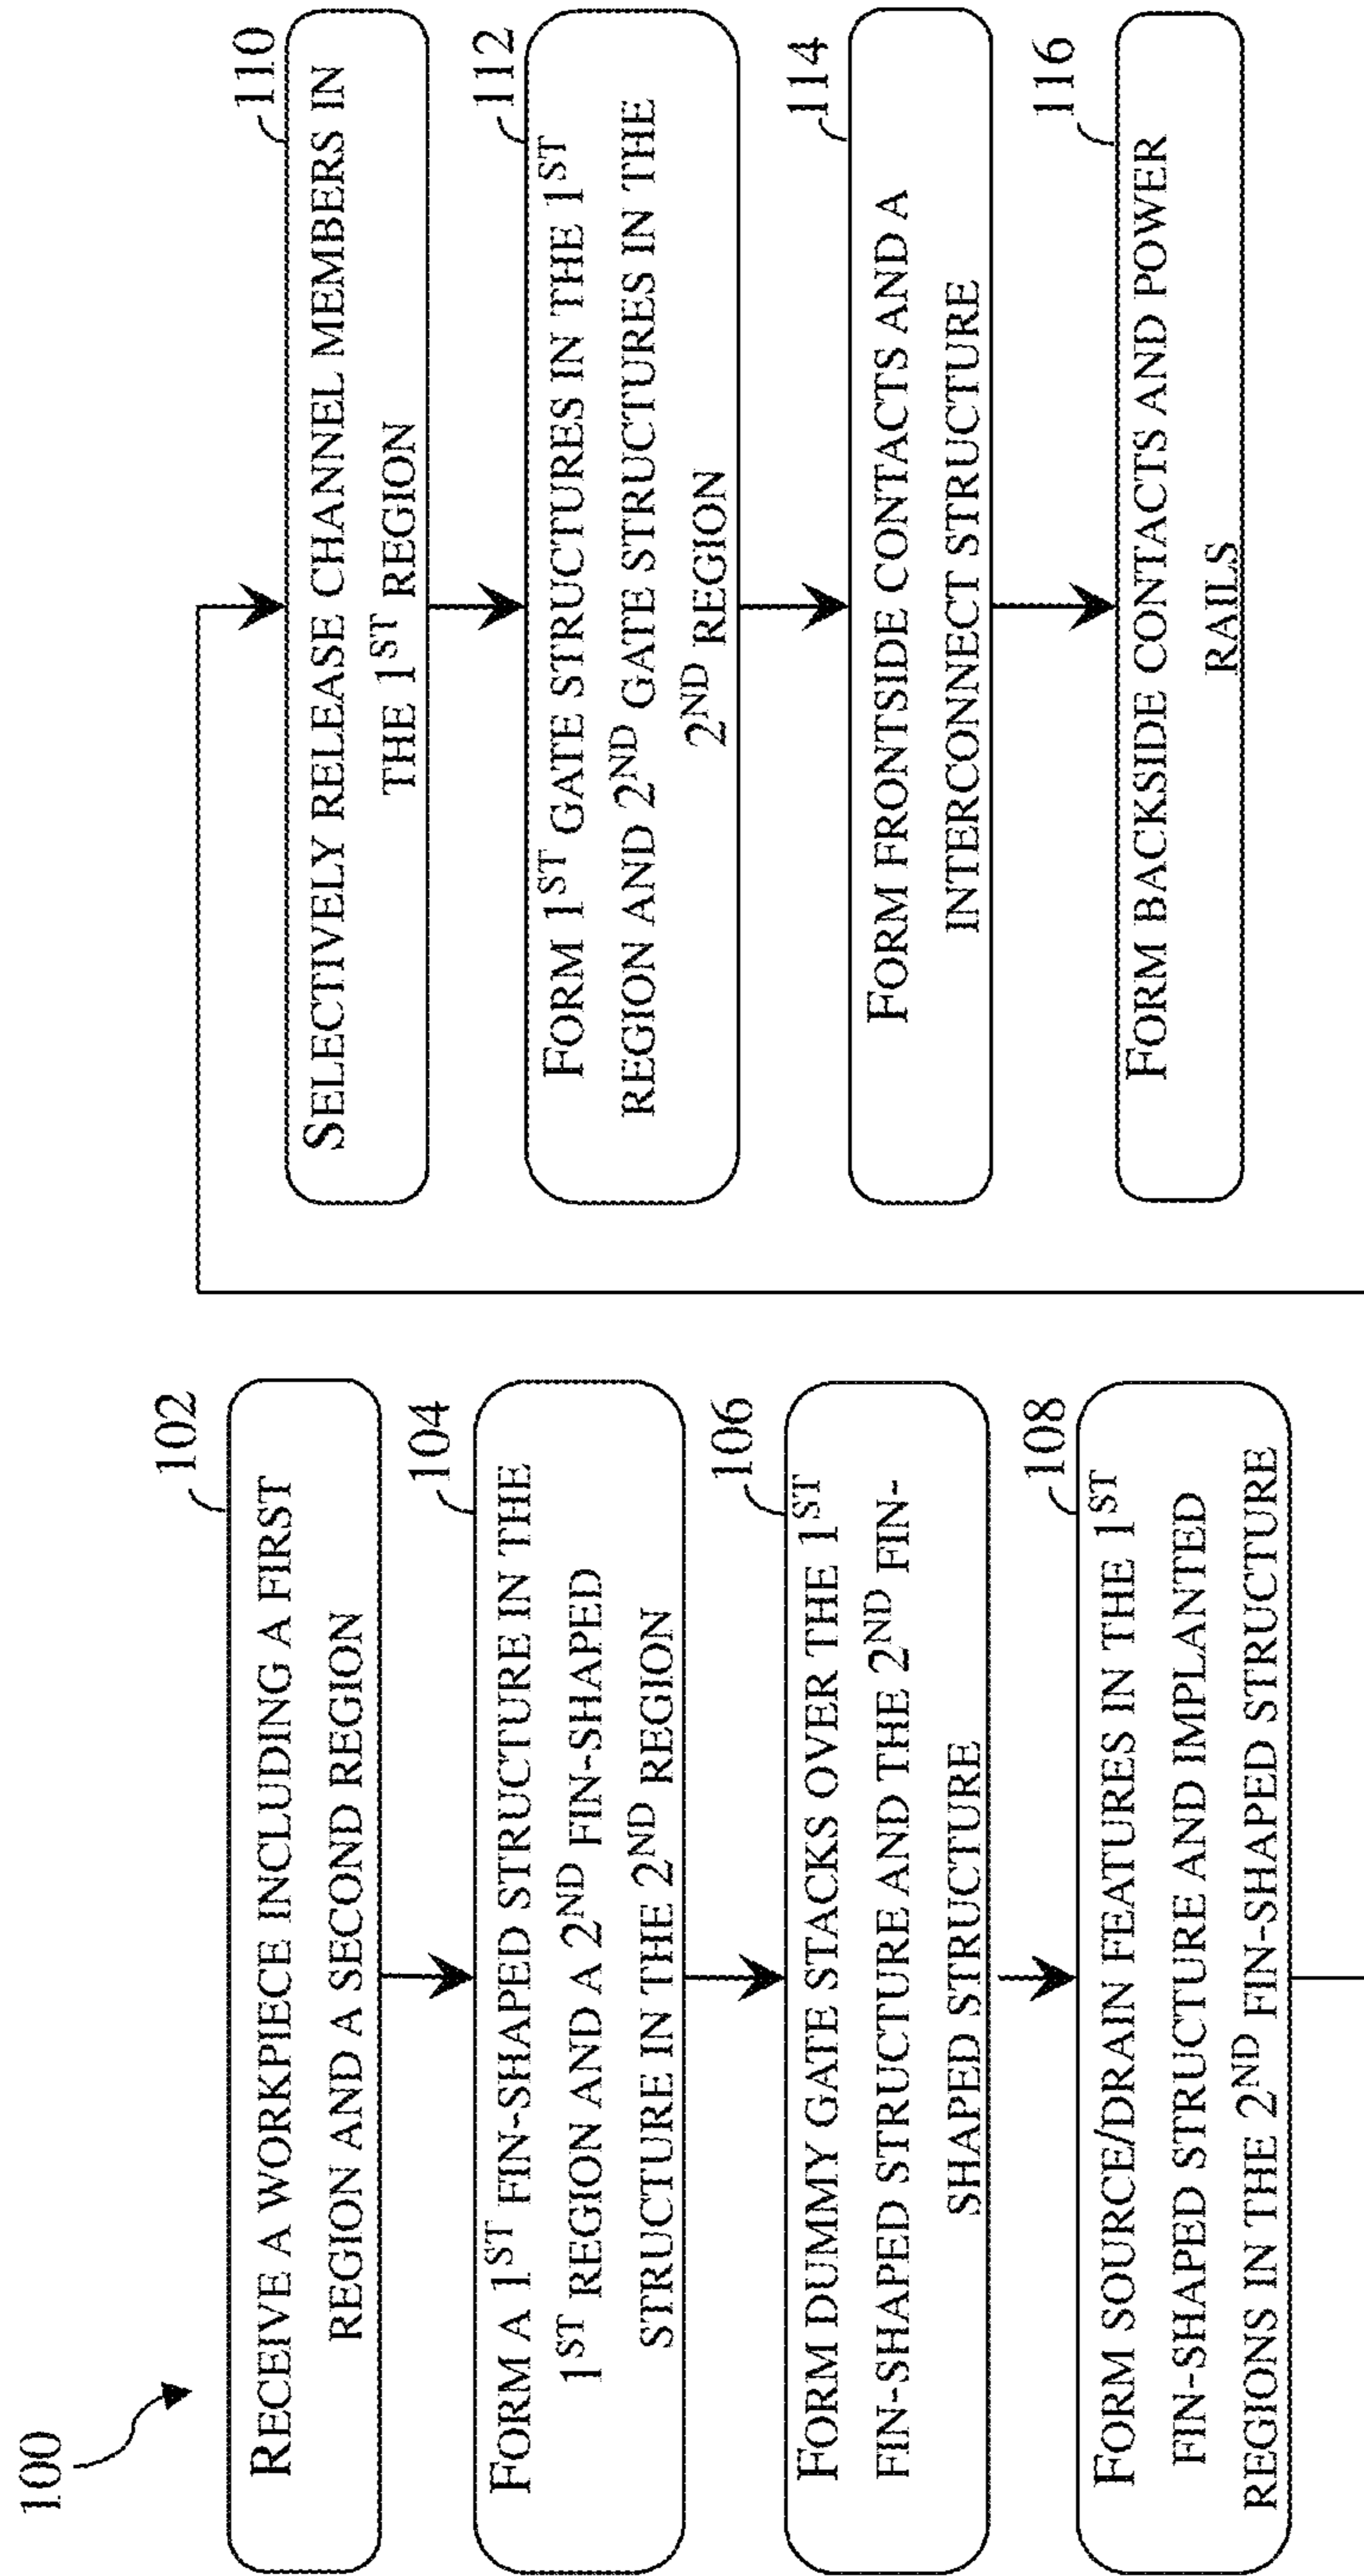 100
102
RECEIVE A WORKPIECE INCLUDING A FIRST
REGION AND A SECOND REGION
104
FORM A 1ST FIN-SHAPED STRUCTURE IN THE
1ST REGION AND A 2ND FIN-SHAPED
STRUCTURE IN THE 2ND REGION
106
FORM DUMMY GATE STACKS OVER THE 1ST
FIN-SHAPED STRUCTURE AND THE 2ND FIN-
SHAPED STRUCTURE
108
FORM SOURCE/DRAIN FEATURES IN THE 1ST
FIN-SHAPED STRUCTURE AND IMPLANTED
REGIONS IN THE 2ND FIN-SHAPED STRUCTURE
110
SELECTIVELY RELEASE CHANNEL MEMBERS IN
THE 1ST REGION
112
FORM 1ST GATE STRUCTURES IN THE 1ST
REGION AND 2ND GATE STRUCTURES IN THE
2ND REGION
114
FORM FRONTSIDE CONTACTS AND A
INTERCONNECT STRUCTURE
116
FORM BACKSIDE CONTACTS AND POWER
RAILS